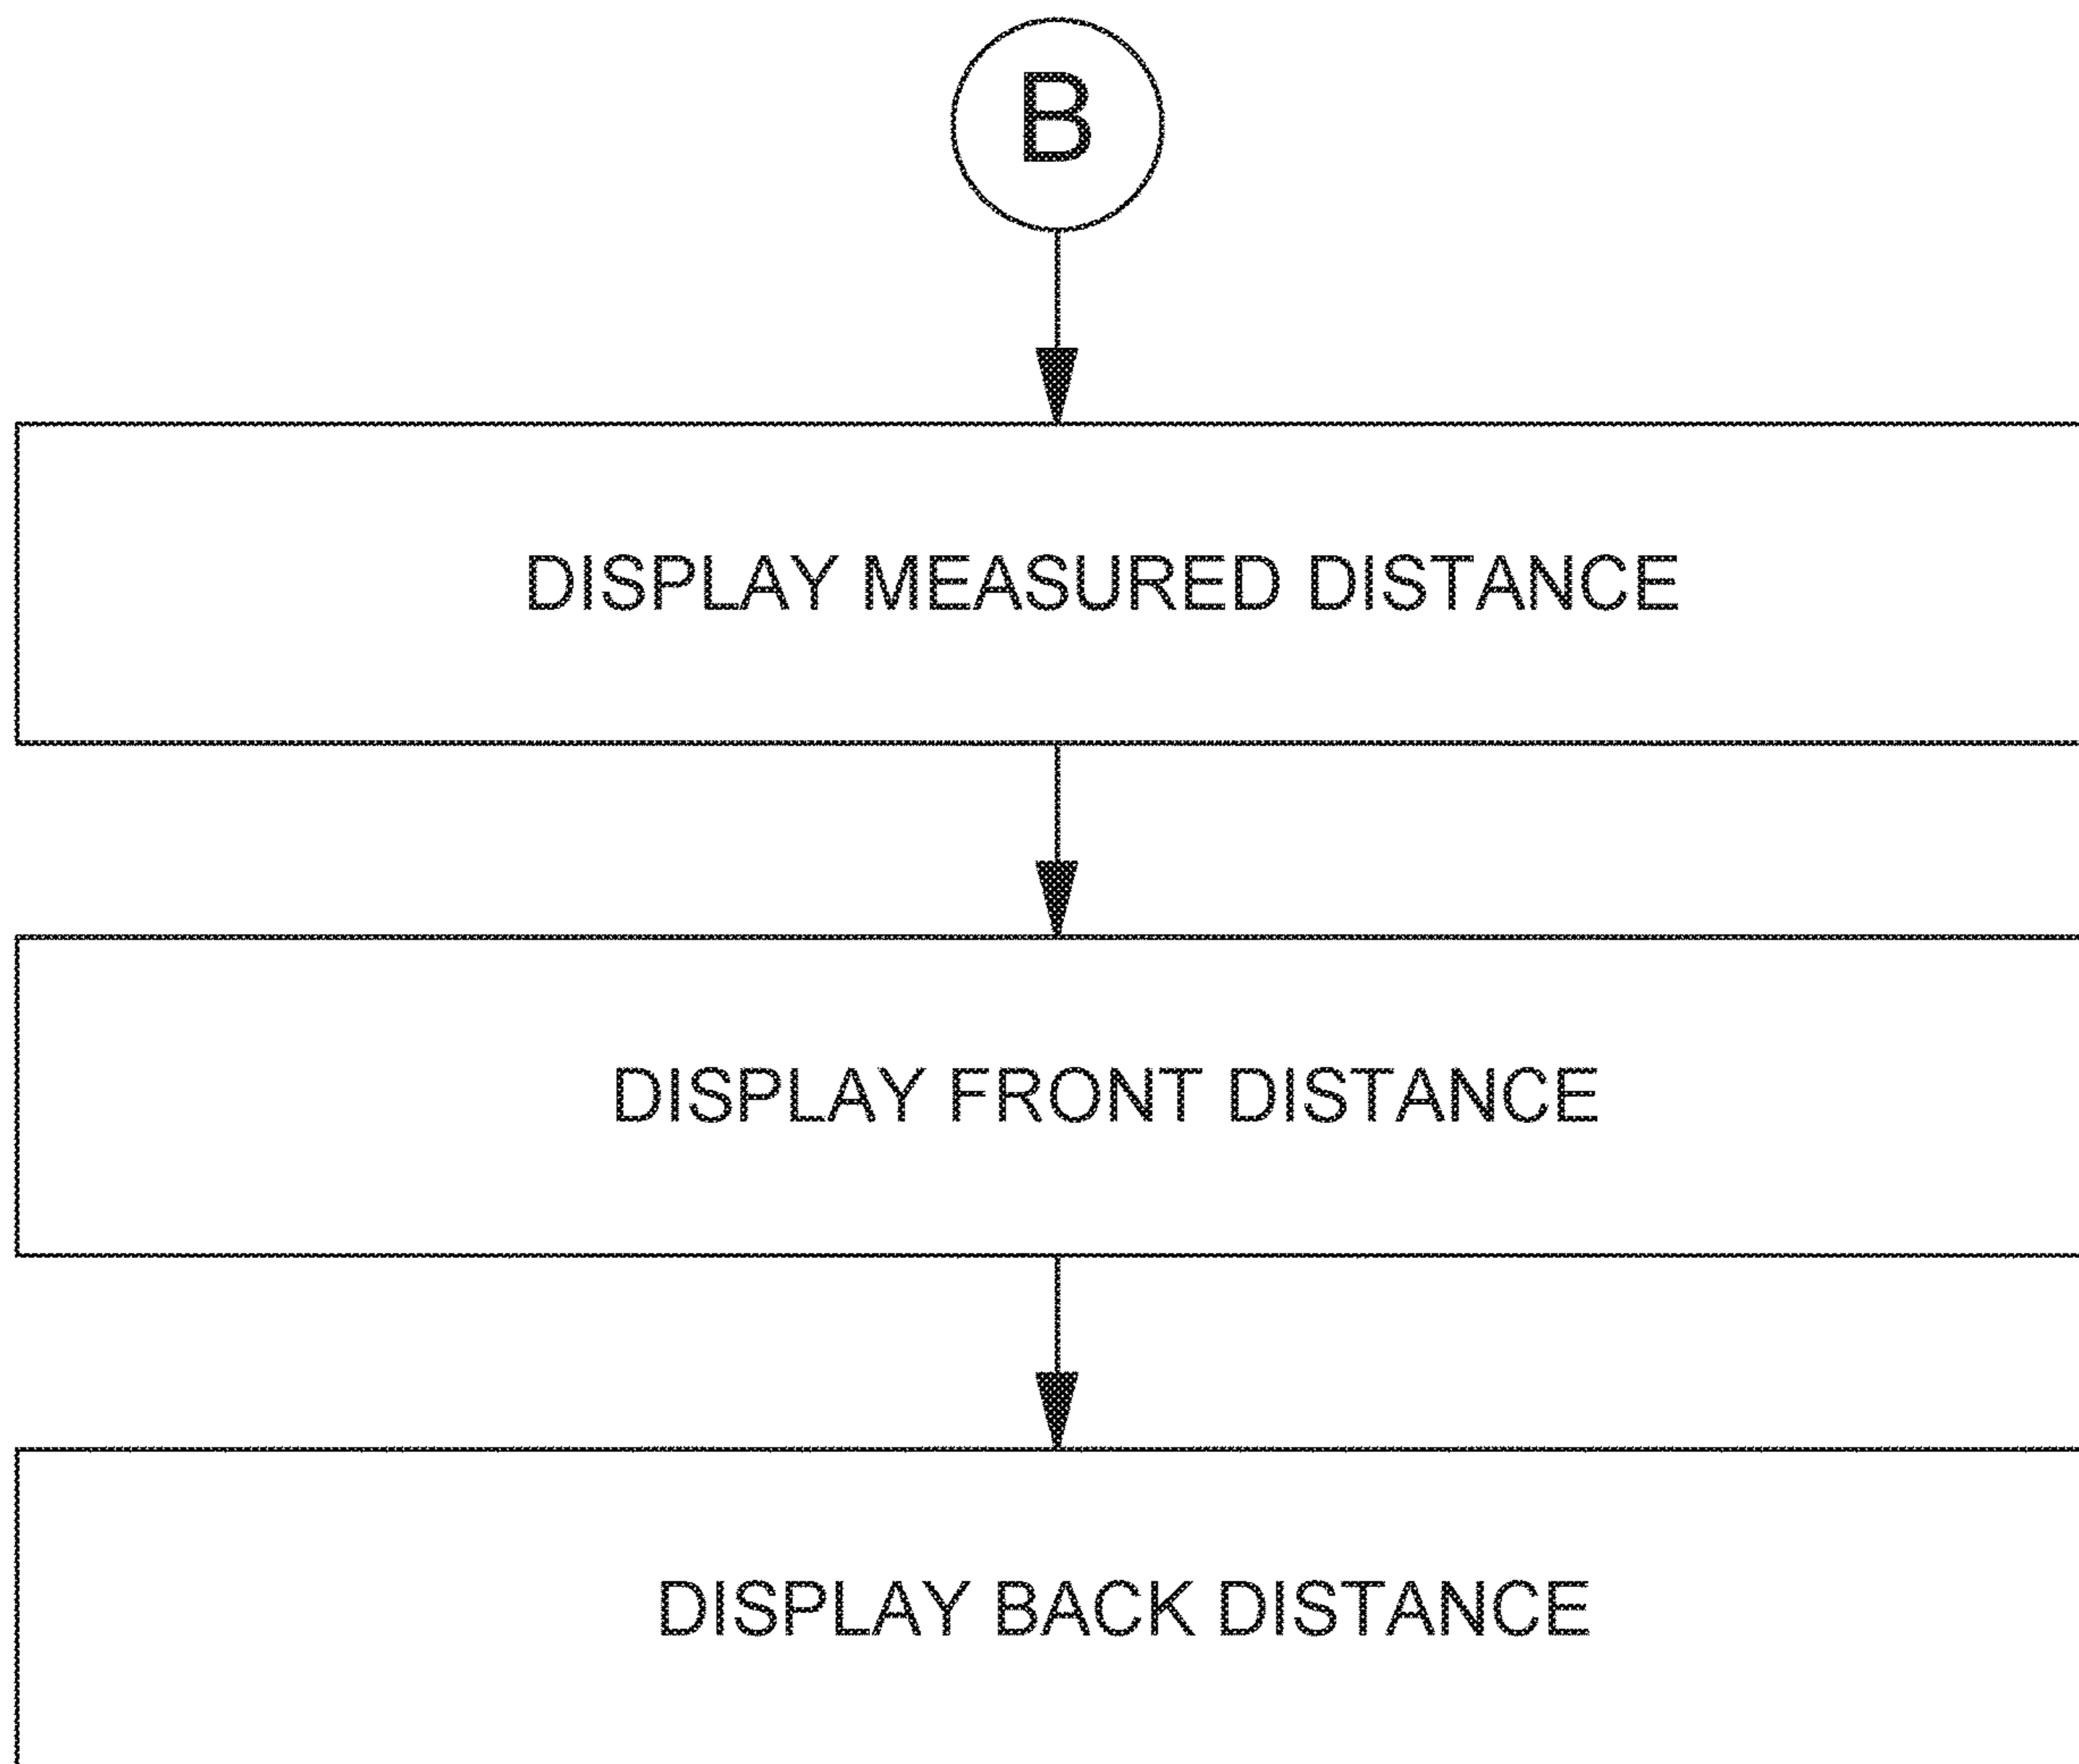 B
DISPLAY MEASURED DISTANCE
DISPLAY FRONT DISTANCE
DISPLAY BACK DISTANCE